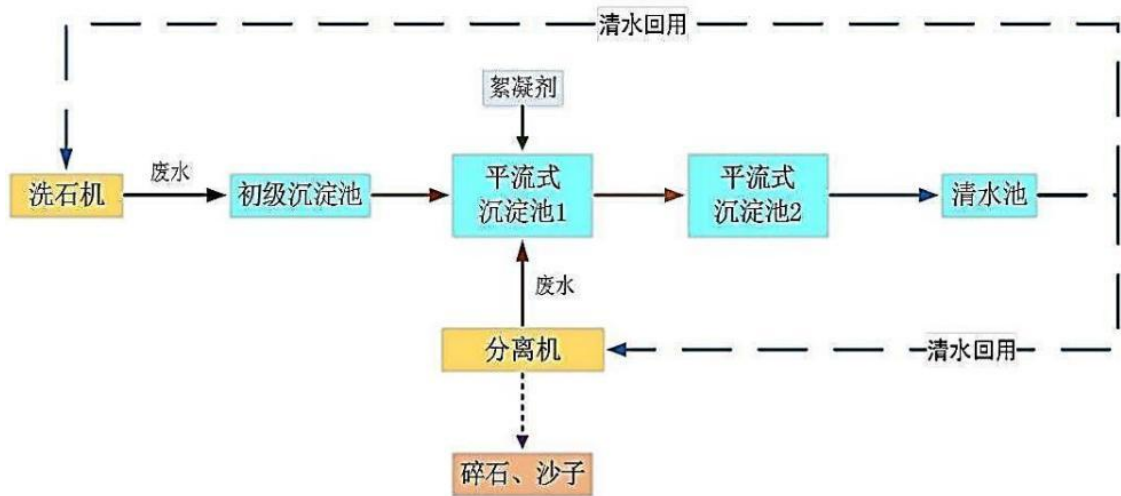 清水回用
絮凝剂
洗石机
废水
初级沉淀池
平流式
沉淀池1
平流式
沉淀池2
清水池
废水
分离机
清水回用
碎石、沙子